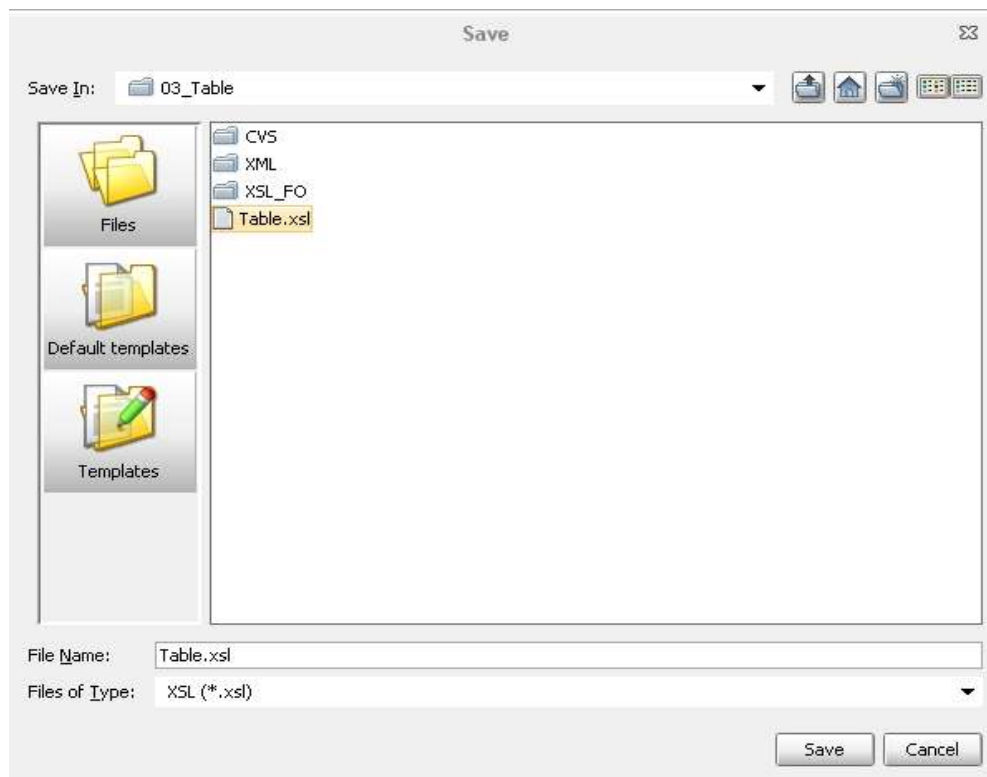 Save
Save In: 03_Table
CVS
XML
XSL_FO
Table.xsl
Files
Default templates
Templates
File Name: Table.xsl
Files of Type: XSL (*.xsl)
Save Cancel